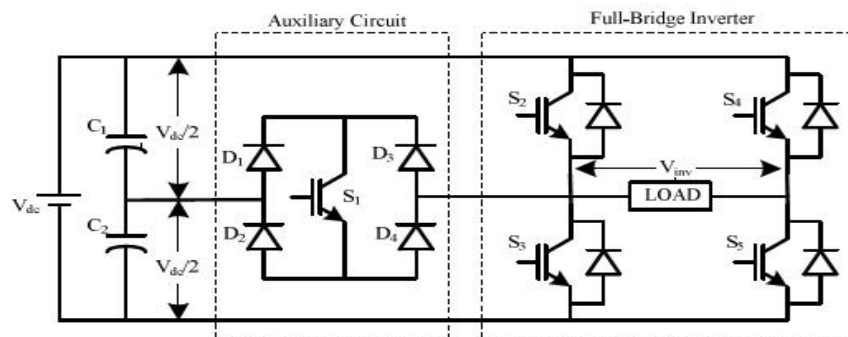 Auxiliary Circuit
Full-Bridge Inverter
S2
S4
C1
Vdc/2
D1
D3
S1
Vinv
LOAD
Vdc
C2
D2
D4
Vdc/2
S3
S5